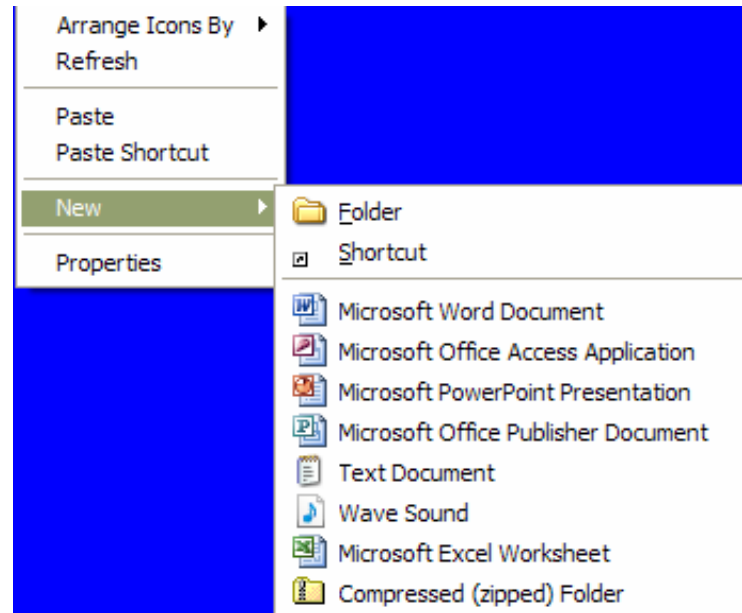 Arrange Icons By
Refresh
Paste
Paste Shortcut
New
Properties
Folder
Shortcut
Microsoft Word Document
Microsoft Office Access Application
Microsoft PowerPoint Presentation
Microsoft Office Publisher Document
Text Document
Wave Sound
Microsoft Excel Worksheet
Compressed (zipped) Folder